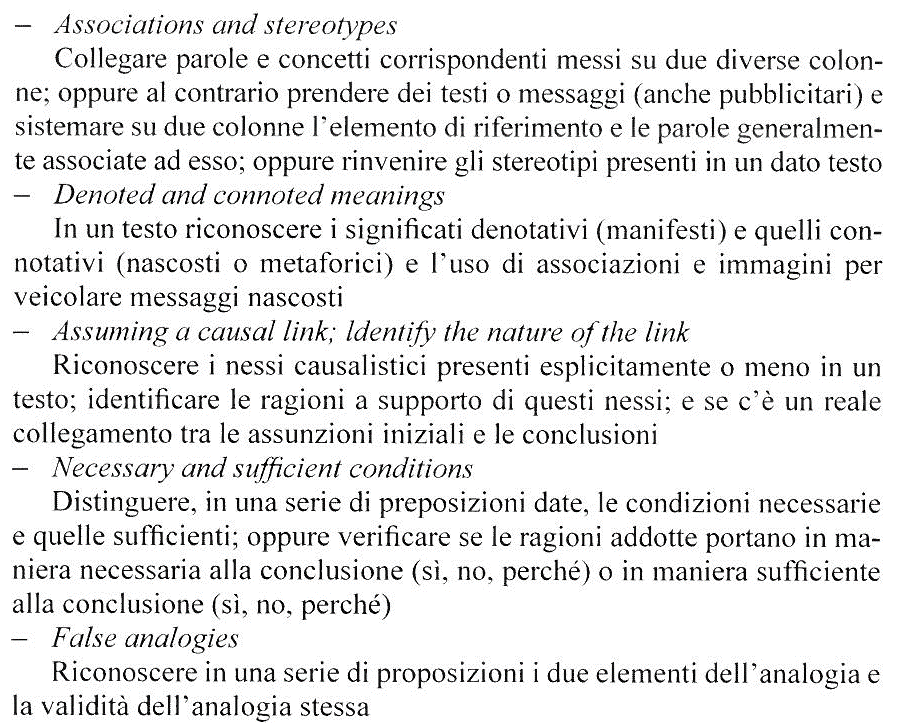 – Associations and stereotypes
Collegare parole e concetti corrispondenti messi su due diverse colon-
ne; oppure al contrario prendere dei testi o messaggi (anche pubblicitari) e
sistemare su due colonne l'elemento di riferimento e le parole generalmen-
te associate ad esso; oppure rinvenire gli stereotipi presenti in un dato testo
– Denoted and connoted meanings
In un testo riconoscere i significati denotativi (manifesti) e quelli con-
notativi (nascosti o metaforici) e l'uso di associazioni e immagini per
veicolare messaggi nascosti
– Assuming a causal link; Identify the nature of the link
Riconoscere i nessi causalistici presenti esplicitamente o meno in un
testo; identificare le ragioni a supporto di questi nessi; e se c'è un reale
collegamento tra le assunzioni iniziali e le conclusioni
– Necessary and sufficient conditions
Distinguere, in una serie di preposizioni date, le condizioni necessarie
e quelle sufficienti; oppure verificare se le ragioni addotte portano in ma-
niera necessaria alla conclusione (sì, no, perché) o in maniera sufficiente
alla conclusione (sì, no, perché)
– False analogies
Riconoscere in una serie di proposizioni i due elementi dell'analogia e
la validità dell'analogia stessa